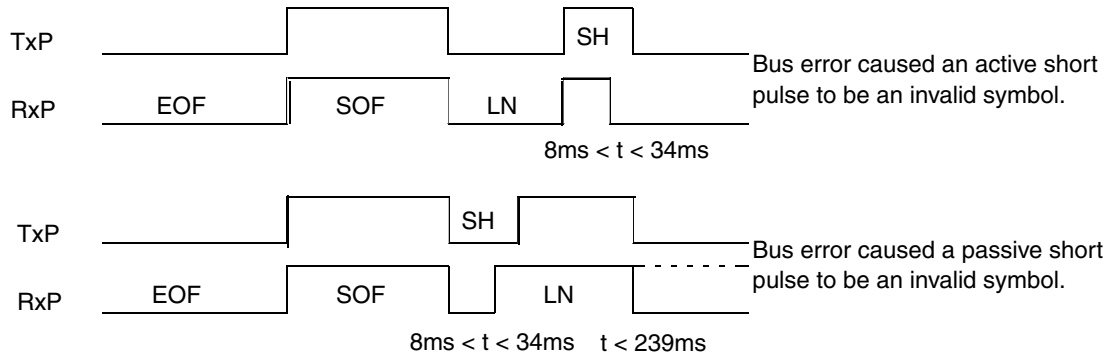 TxP
SH
Bus error caused an active short
pulse to be an invalid symbol.
RxP
EOF
SOF
LN
8ms < t < 34ms
TxP
SH
Bus error caused a passive short
pulse to be an invalid symbol.
RxP
EOF
SOF
LN
8ms < t < 34ms
t < 239ms